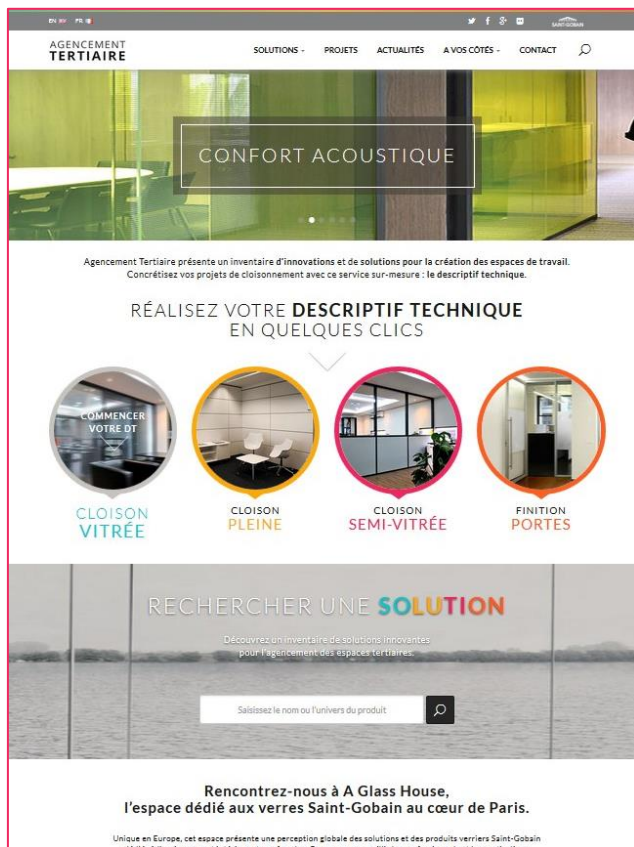 EN FR
SAINT-GOBAIN
AGENCEMENT
TERTIAIRE
SOLUTIONS PROJETS ACTUALITÉS A VOS CÔTÉS CONTACT
CONFORT ACOUSTIQUE
Agencement Tertiaire présente un inventaire d'innovations et de solutions pour la création des espaces de travail.
Concrétisez vos projets de cloisonnement avec ce service sur-mesure : le descriptif technique.
RÉALISEZ VOTRE DESCRIPTIF TECHNIQUE
EN QUELQUES CLICS
COMMENCER
VOTRE DT
CLOISON
VITRÉE
CLOISON
PLEINE
CLOISON
SEMI-VITRÉE
FINITION
PORTES
RECHERCHER UNE SOLUTION
Découvrez un inventaire de solutions innovantes
pour l'agencement des espaces tertiaires.
Saisissez le nom ou l'univers du produit
Rencontrez-nous à A Glass House,
l'espace dédié aux verres Saint-Gobain au cœur de Paris.
Unique en Europe, cet espace présente une perception globale des solutions et des produits verriers Saint-Gobain